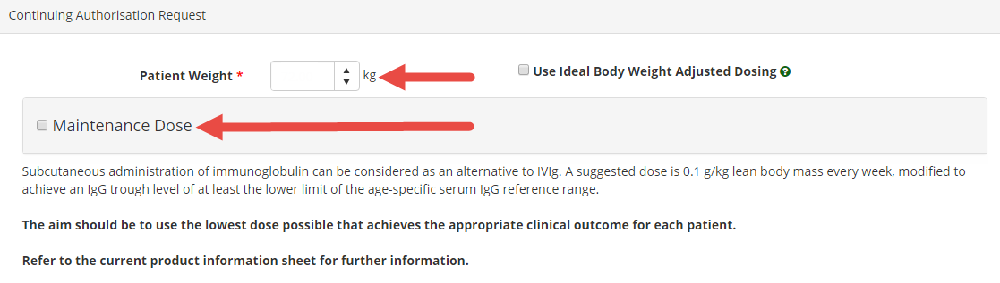 Continuing Authorisation Request
Patient Weight * kg Use Ideal Body Weight Adjusted Dosing ?
Maintenance Dose
Subcutaneous administration of immunoglobulin can be considered as an alternative to IVIg. A suggested dose is 0.1 g/kg lean body mass every week, modified to
achieve an IgG trough level of at least the lower limit of the age-specific serum IgG reference range.
The aim should be to use the lowest dose possible that achieves the appropriate clinical outcome for each patient.
Refer to the current product information sheet for further information.